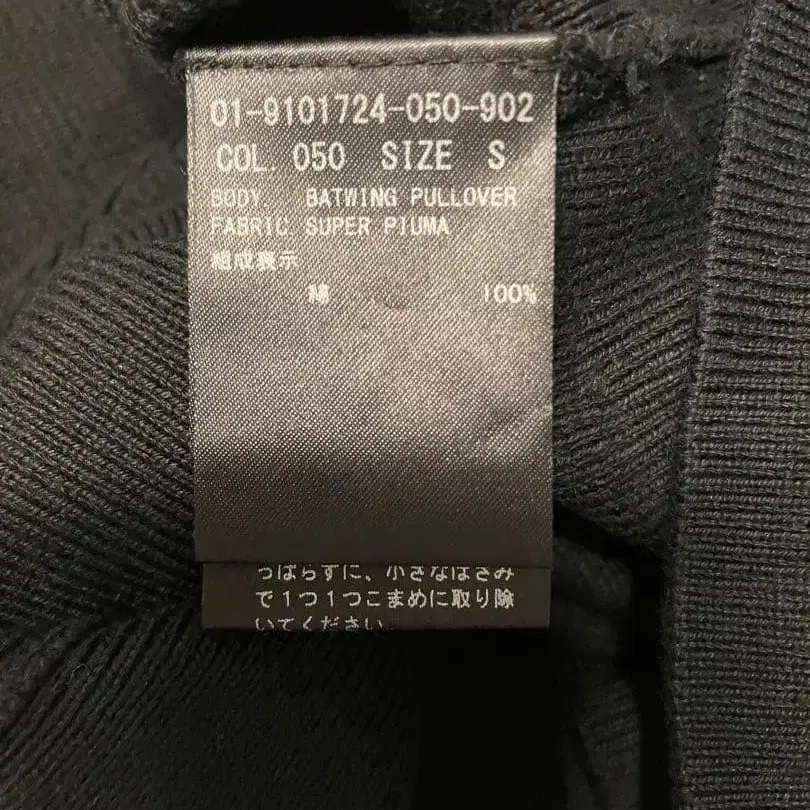 01-9101724-050-902
COL. 050 SIZE S
BODY BATWING PULLOVER
FABRIC SUPER PIUMA
組成表示
綿 100%
っぱらずに、小さなはさみ
で1つ1つこまめに取り除
いてください。